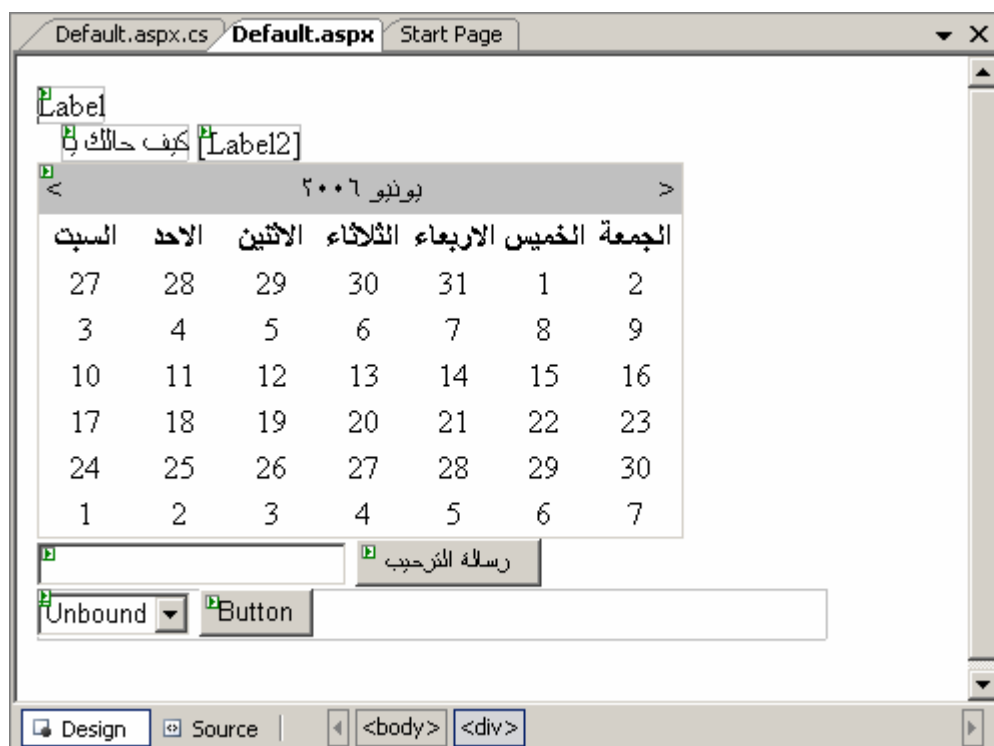 Default.aspx.cs Default.aspx Start Page
Label
كيف حالك يا [Label2]
< يونيو ٢٠٠٦ >
السبت الاحد الاثنين الثلاثاء الاربعاء الخميس الجمعة
27 28 29 30 31 1 2
3 4 5 6 7 8 9
10 11 12 13 14 15 16
17 18 19 20 21 22 23
24 25 26 27 28 29 30
1 2 3 4 5 6 7
رسالة الترحيب
Unbound Button
Design Source <body> <div>